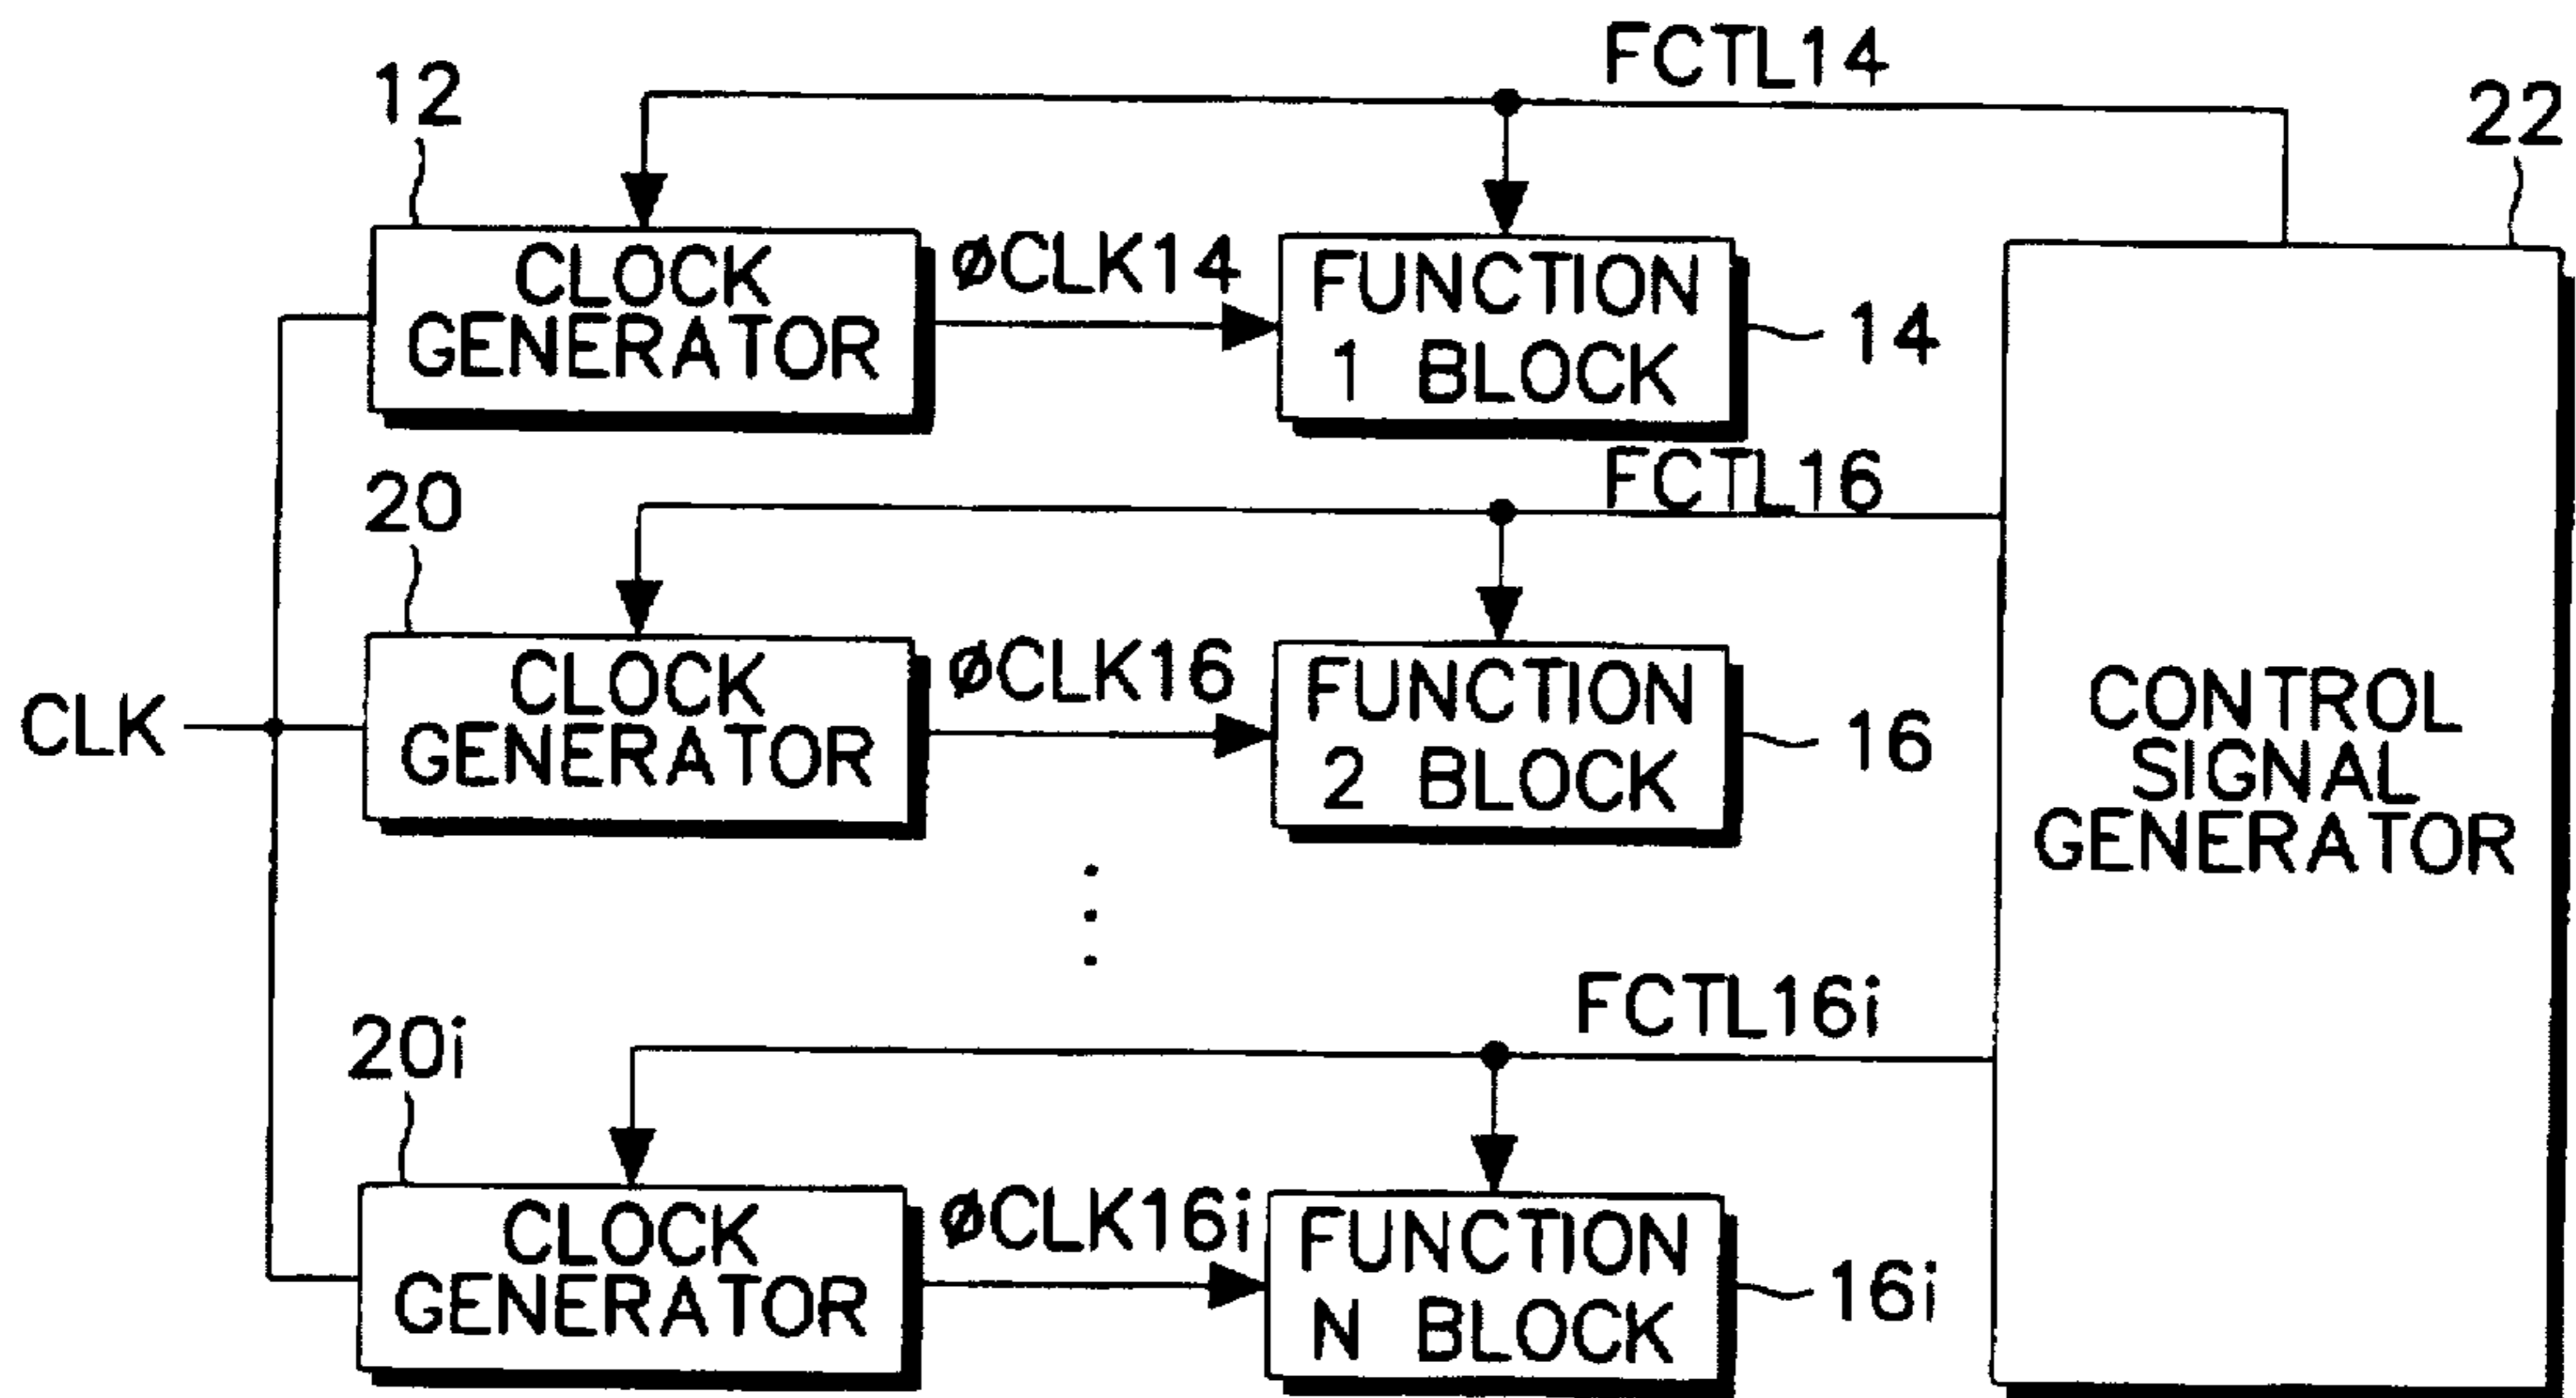 FCTL14
12
22
CLOCK
GENERATOR
øCLK14
FUNCTION
1 BLOCK
14
FCTL16
20
CLK
CLOCK
GENERATOR
øCLK16
FUNCTION
2 BLOCK
16
CONTROL
SIGNAL
GENERATOR
FCTL16i
20i
CLOCK
GENERATOR
øCLK16i
FUNCTION
N BLOCK
16i